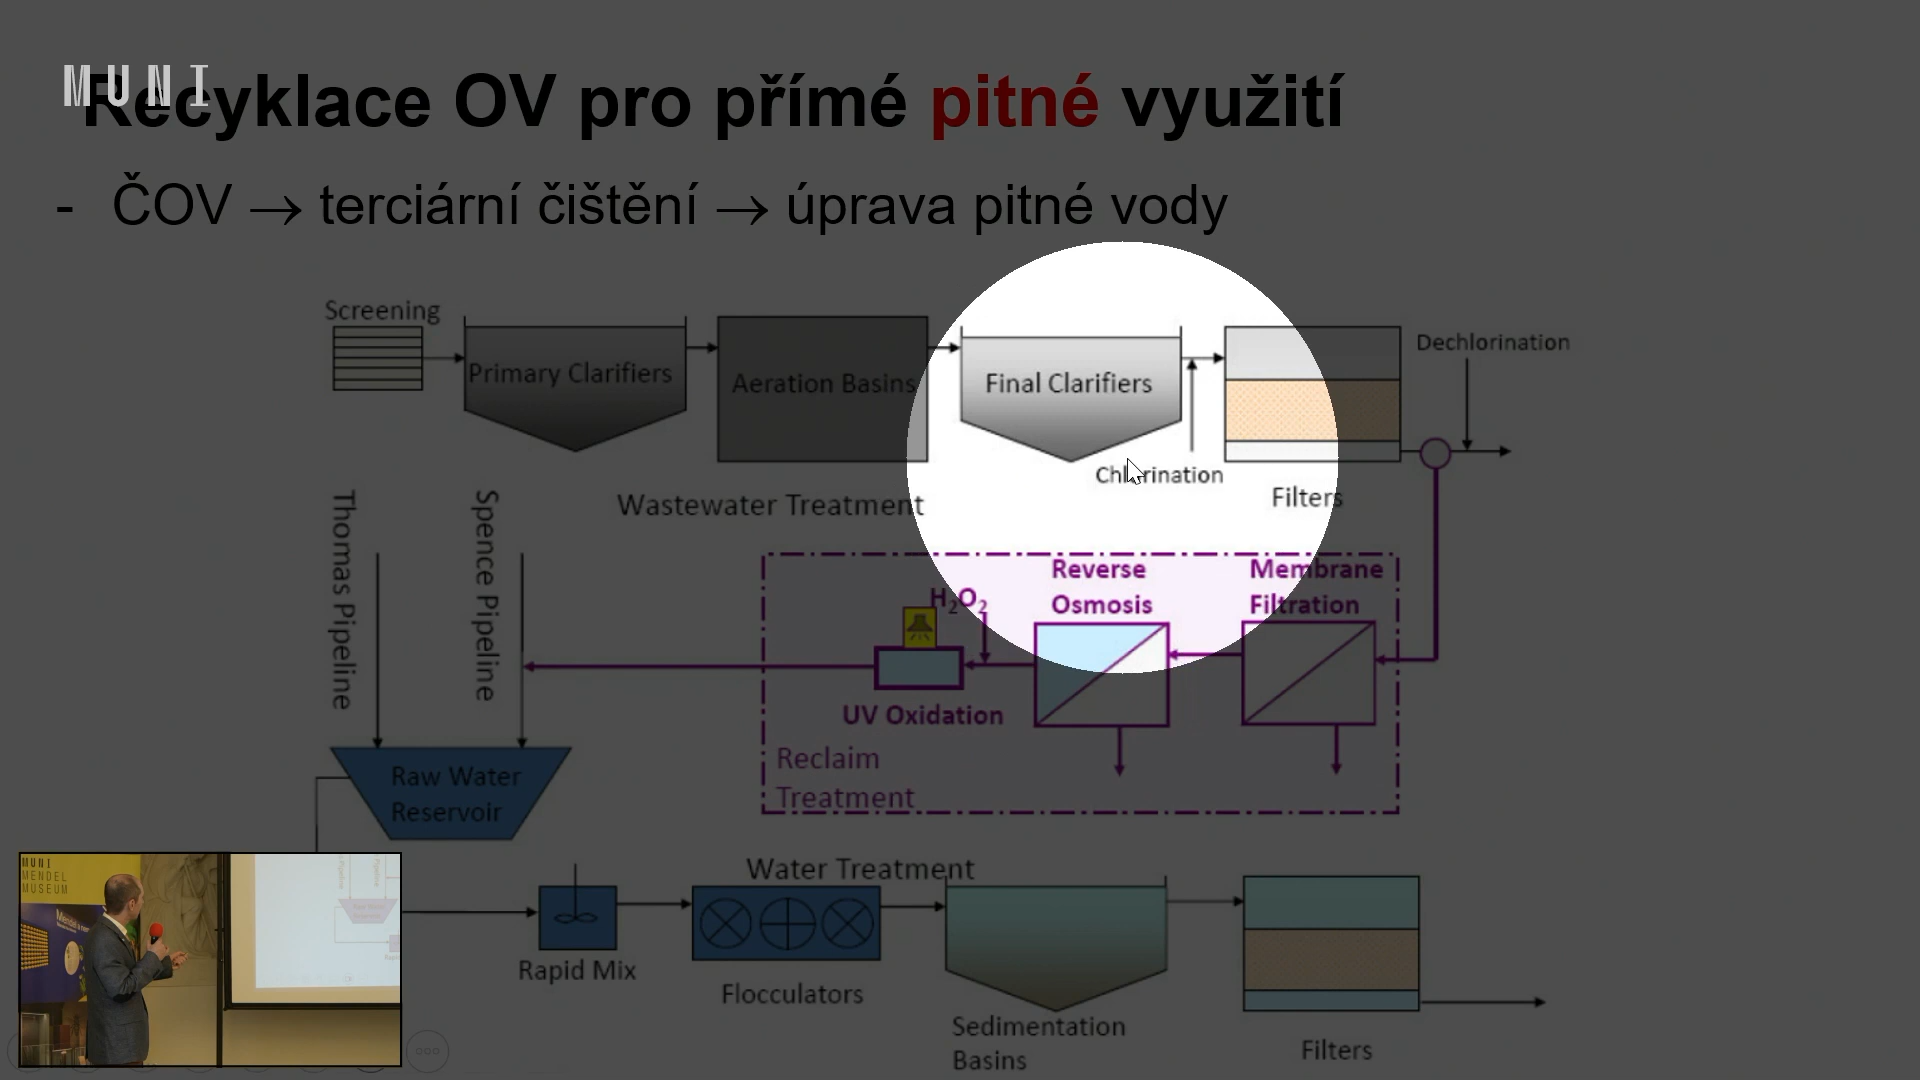 MUNI
Recyklace OV pro přímé pitné využití
- ČOV → terciární čištění → úprava pitné vody
Screening
Primary Clarifiers
Aeration Basins
Final Clarifiers
Chlorination
Filters
Dechlorination
Wastewater Treatment
Thomas Pipeline
Spence Pipeline
H₂O₂
Reverse
Osmosis
Membrane
Filtration
UV Oxidation
Reclaim
Treatment
Raw Water
Reservoir
Water Treatment
Rapid Mix
Flocculators
Sedimentation
Basins
Filters
MUNI
MENDEL
MUSEUM